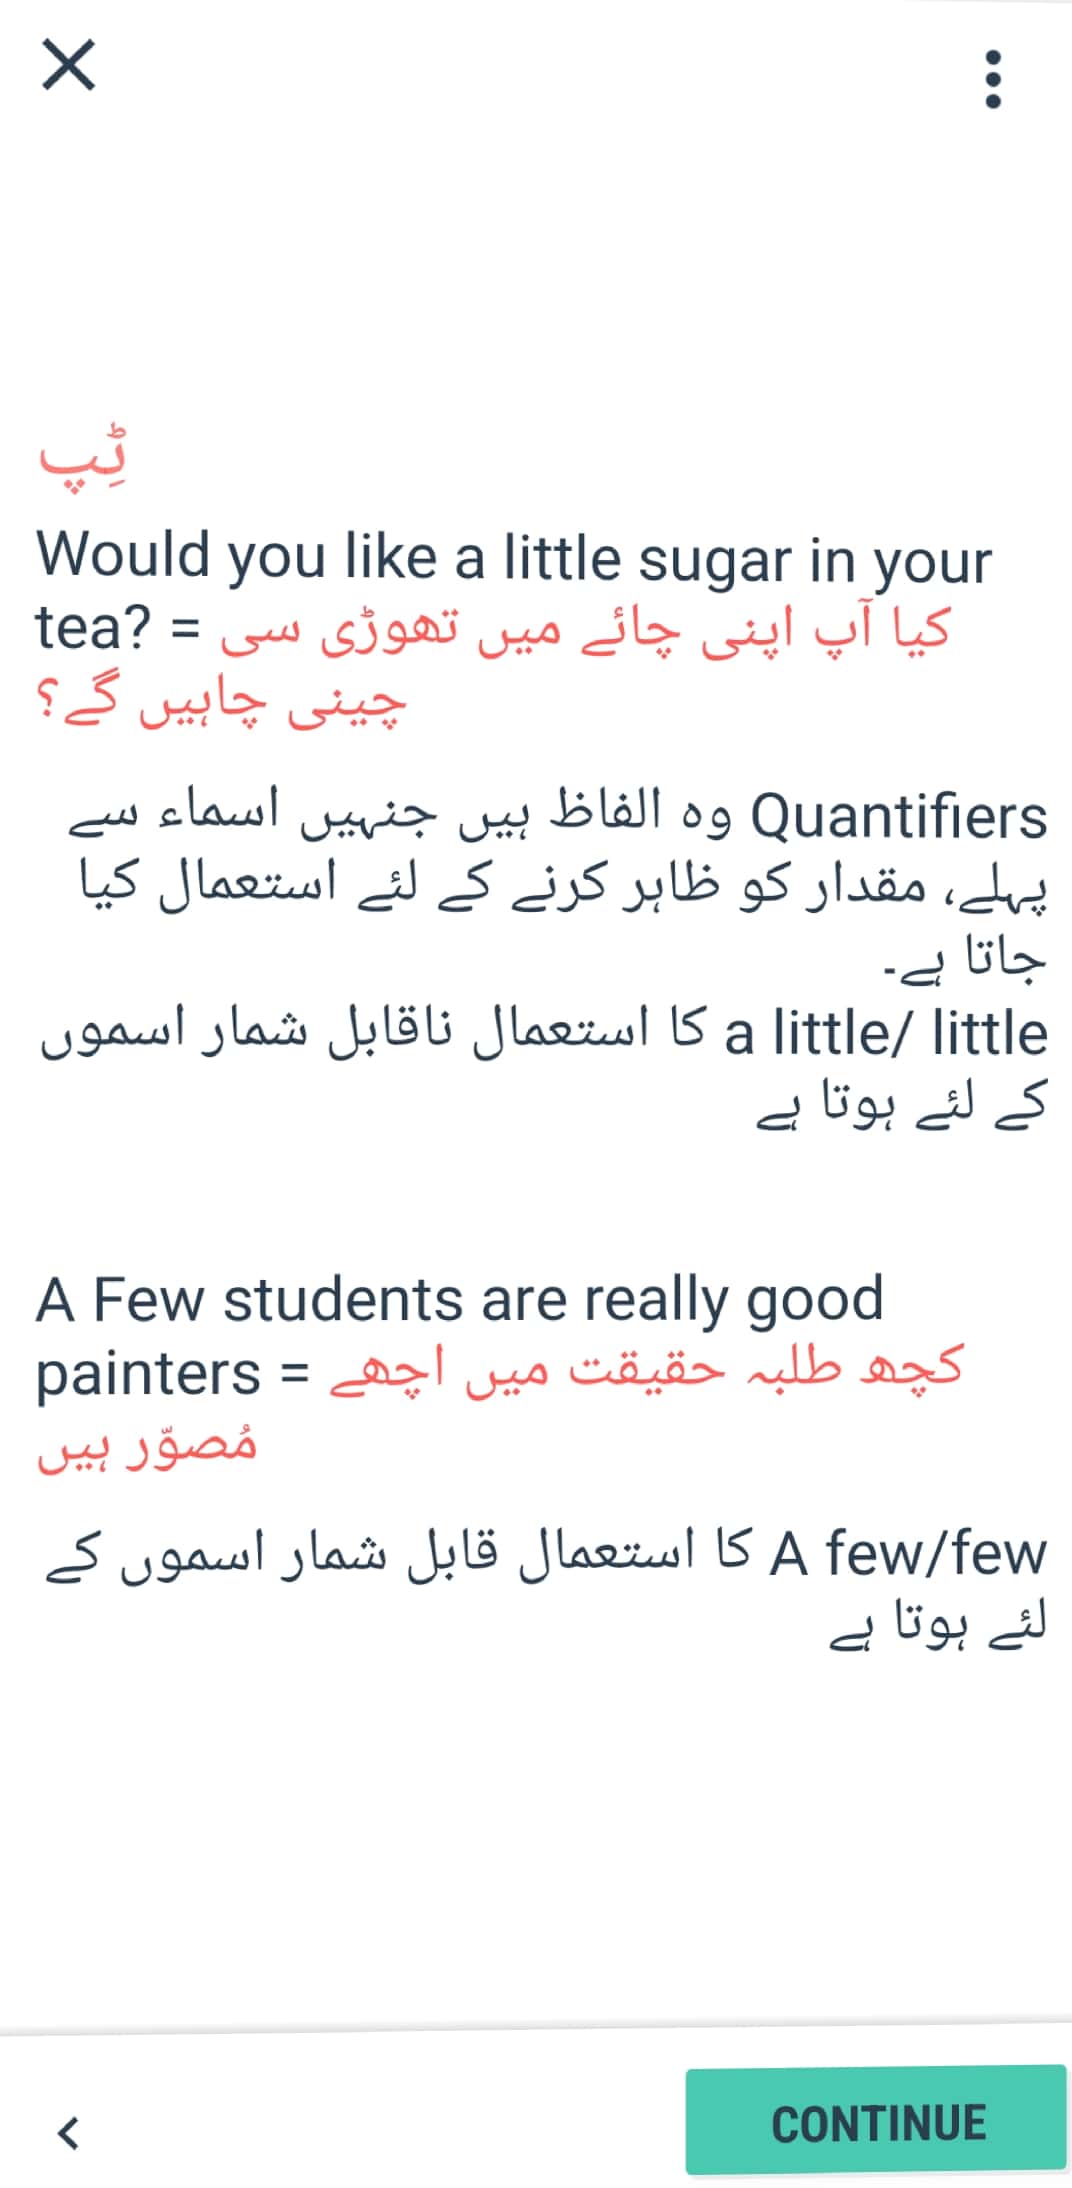 ٹِپ
Would you like a little sugar in your
tea? = کیا آپ اپنی چائے میں تھوڑی سی
چینی چاہیں گے؟
Quantifiers وہ الفاظ ہیں جنہیں اسماء سے
پہلے، مقدار کو ظاہر کرنے کے لئے استعمال کیا
جاتا ہے۔
a little/ little کا استعمال ناقابل شمار اسموں
کے لئے ہوتا ہے
A Few students are really good
painters = کچھ طلبہ حقیقت میں اچھے
مُصوّر ہیں
A few/few کا استعمال قابل شمار اسموں کے
لئے ہوتا ہے
CONTINUE